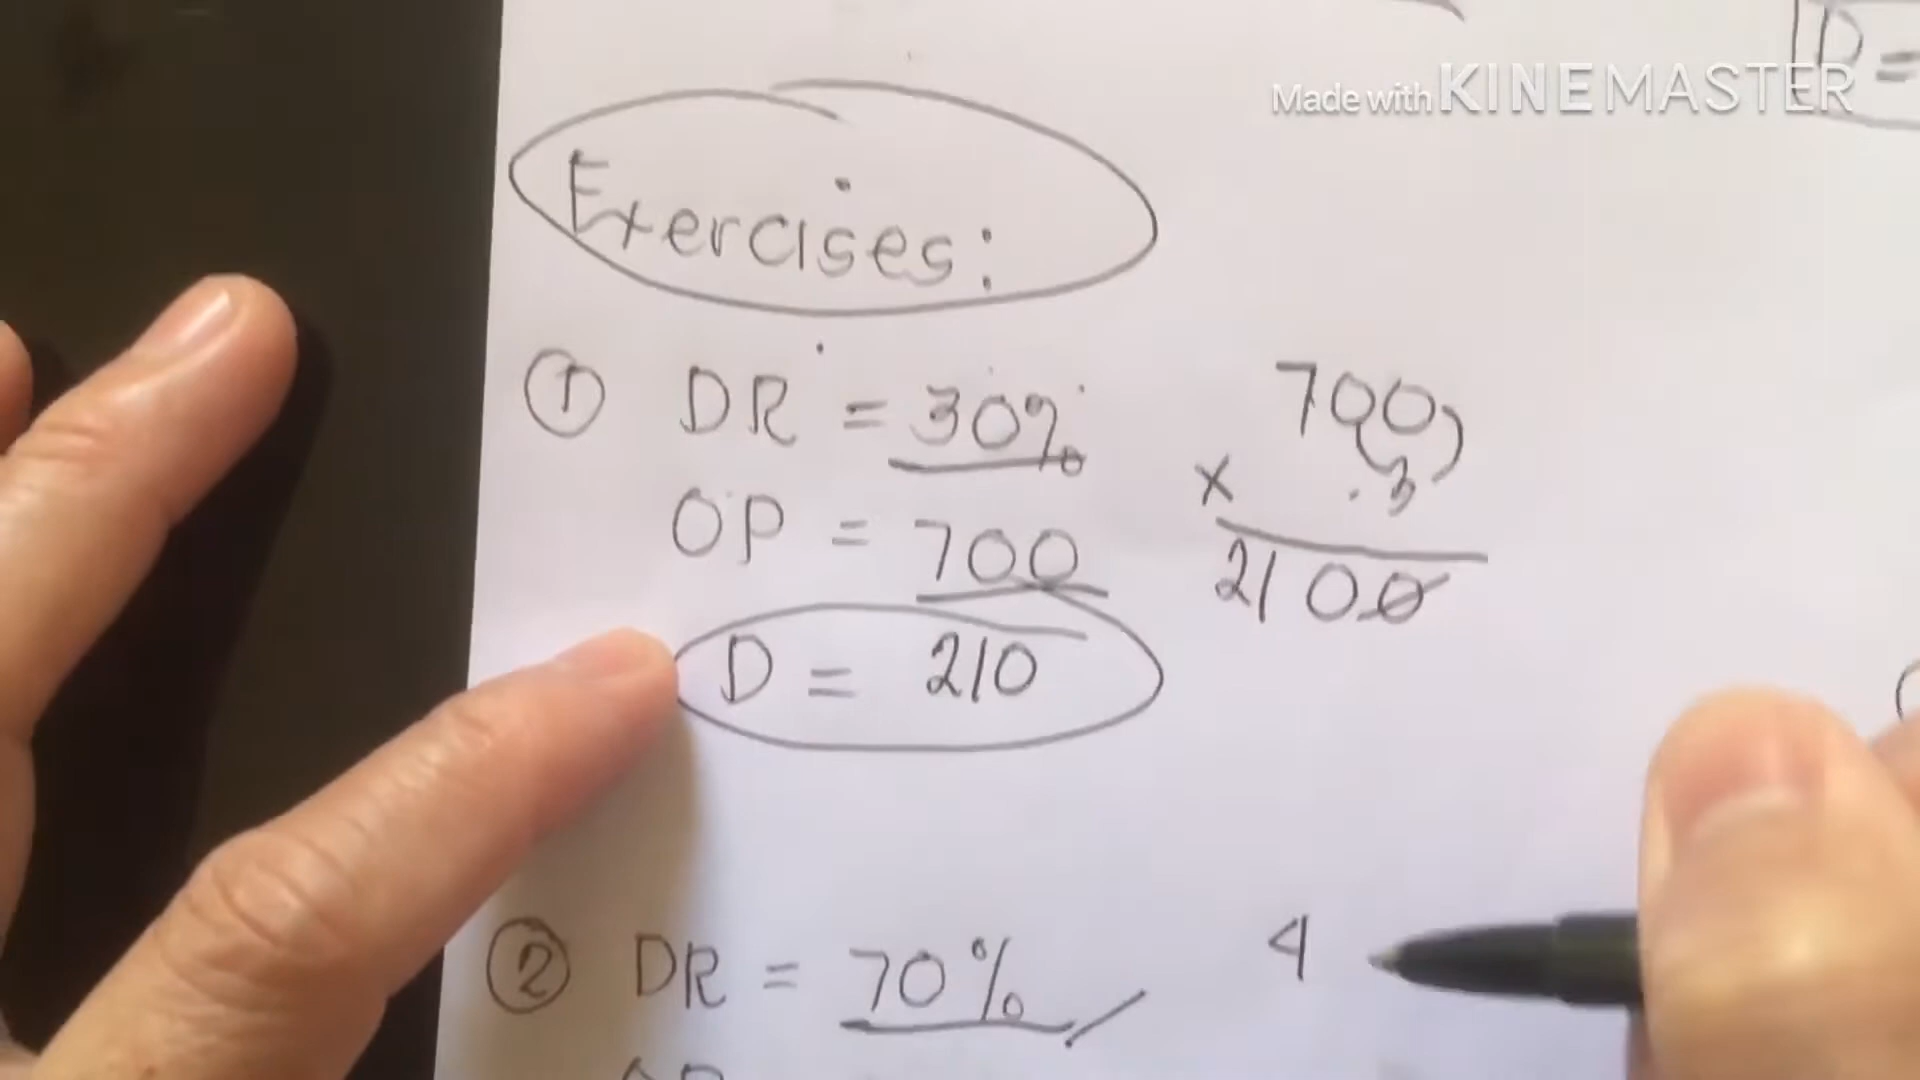 D =
Made with KINEMASTER
Exercises:
① DR = 30%
OP = 700
D = 210
700
x .3
2100
② DR = 70%
4